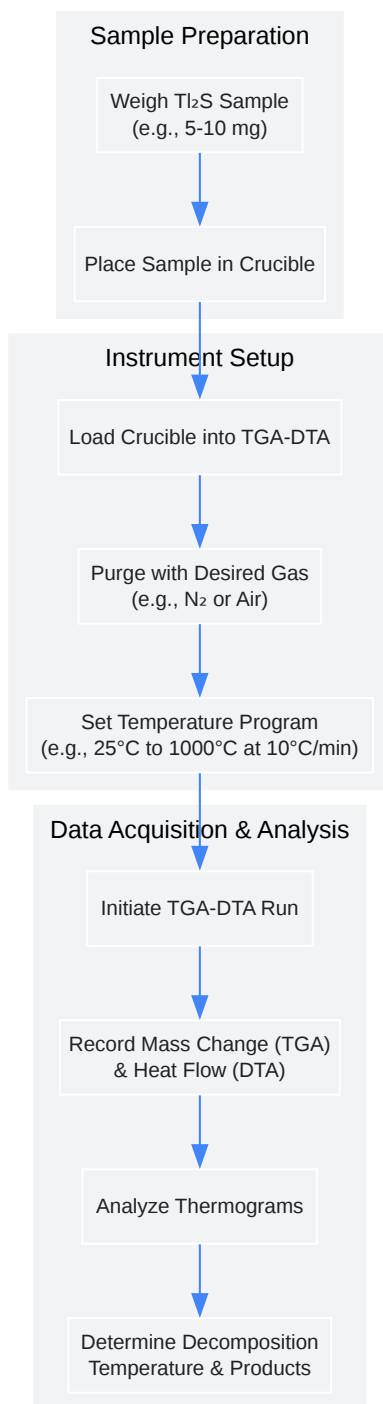 Sample Preparation
Weigh Tl₂S Sample
(e.g., 5-10 mg)
Place Sample in Crucible
Instrument Setup
Load Crucible into TGA-DTA
Purge with Desired Gas
(e.g., N₂ or Air)
Set Temperature Program
(e.g., 25°C to 1000°C at 10°C/min)
Data Acquisition & Analysis
Initiate TGA-DTA Run
Record Mass Change (TGA)
& Heat Flow (DTA)
Analyze Thermograms
Determine Decomposition
Temperature & Products